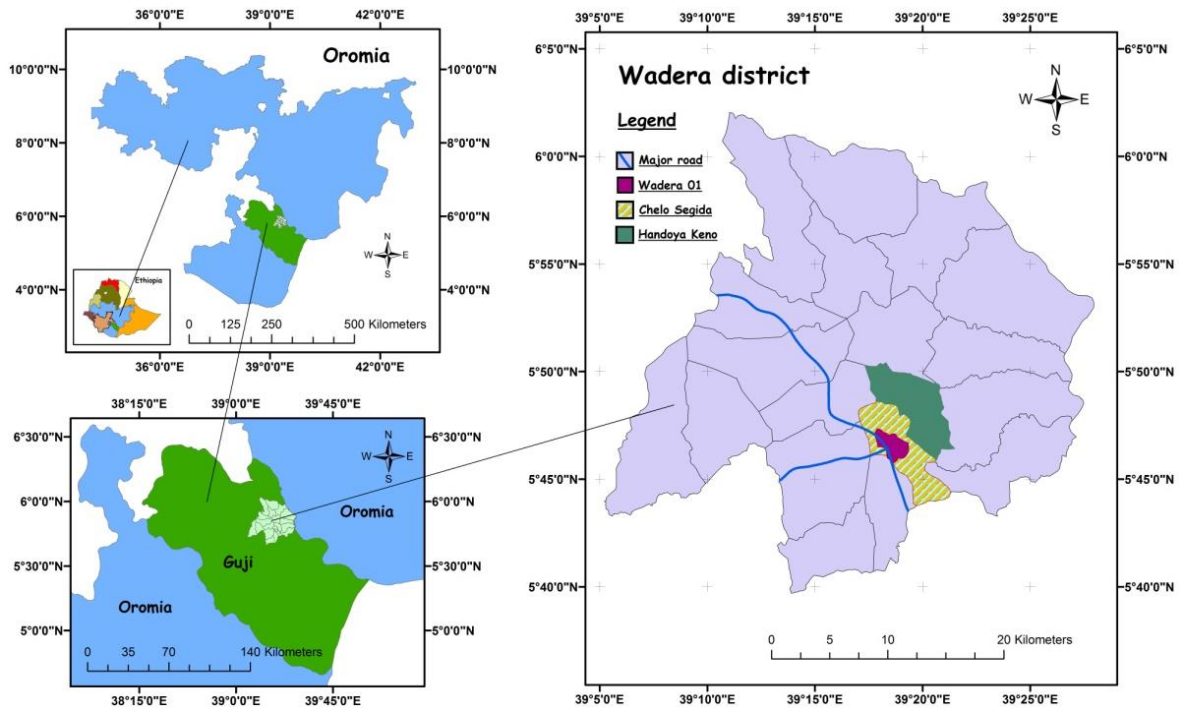 36°0'0"E 39°0'0"E 42°0'0"E
Oromia
10°0'0"N 10°0'0"N
8°0'0"N 8°0'0"N
6°0'0"N 6°0'0"N
4°0'0"N 4°0'0"N
N
W E
S
Ethiopia
0 125 250 500 Kilometers
36°0'0"E 39°0'0"E 42°0'0"E
38°15'0"E 39°0'0"E 39°45'0"E
6°30'0"N 6°30'0"N
6°0'0"N 6°0'0"N
5°30'0"N 5°30'0"N
5°0'0"N 5°0'0"N
N
W E
S
Oromia
Guji
Oromia
0 35 70 140 Kilometers
38°15'0"E 39°0'0"E 39°45'0"E
39°5'0"E 39°10'0"E 39°15'0"E 39°20'0"E 39°25'0"E
6°5'0"N 6°5'0"N
6°0'0"N 6°0'0"N
5°55'0"N 5°55'0"N
5°50'0"N 5°50'0"N
5°45'0"N 5°45'0"N
5°40'0"N 5°40'0"N
Wadera district
N
W E
S
Legend
Major road
Wadera 01
Chelo Segida
Handoya Keno
0 5 10 20 Kilometers
39°5'0"E 39°10'0"E 39°15'0"E 39°20'0"E 39°25'0"E